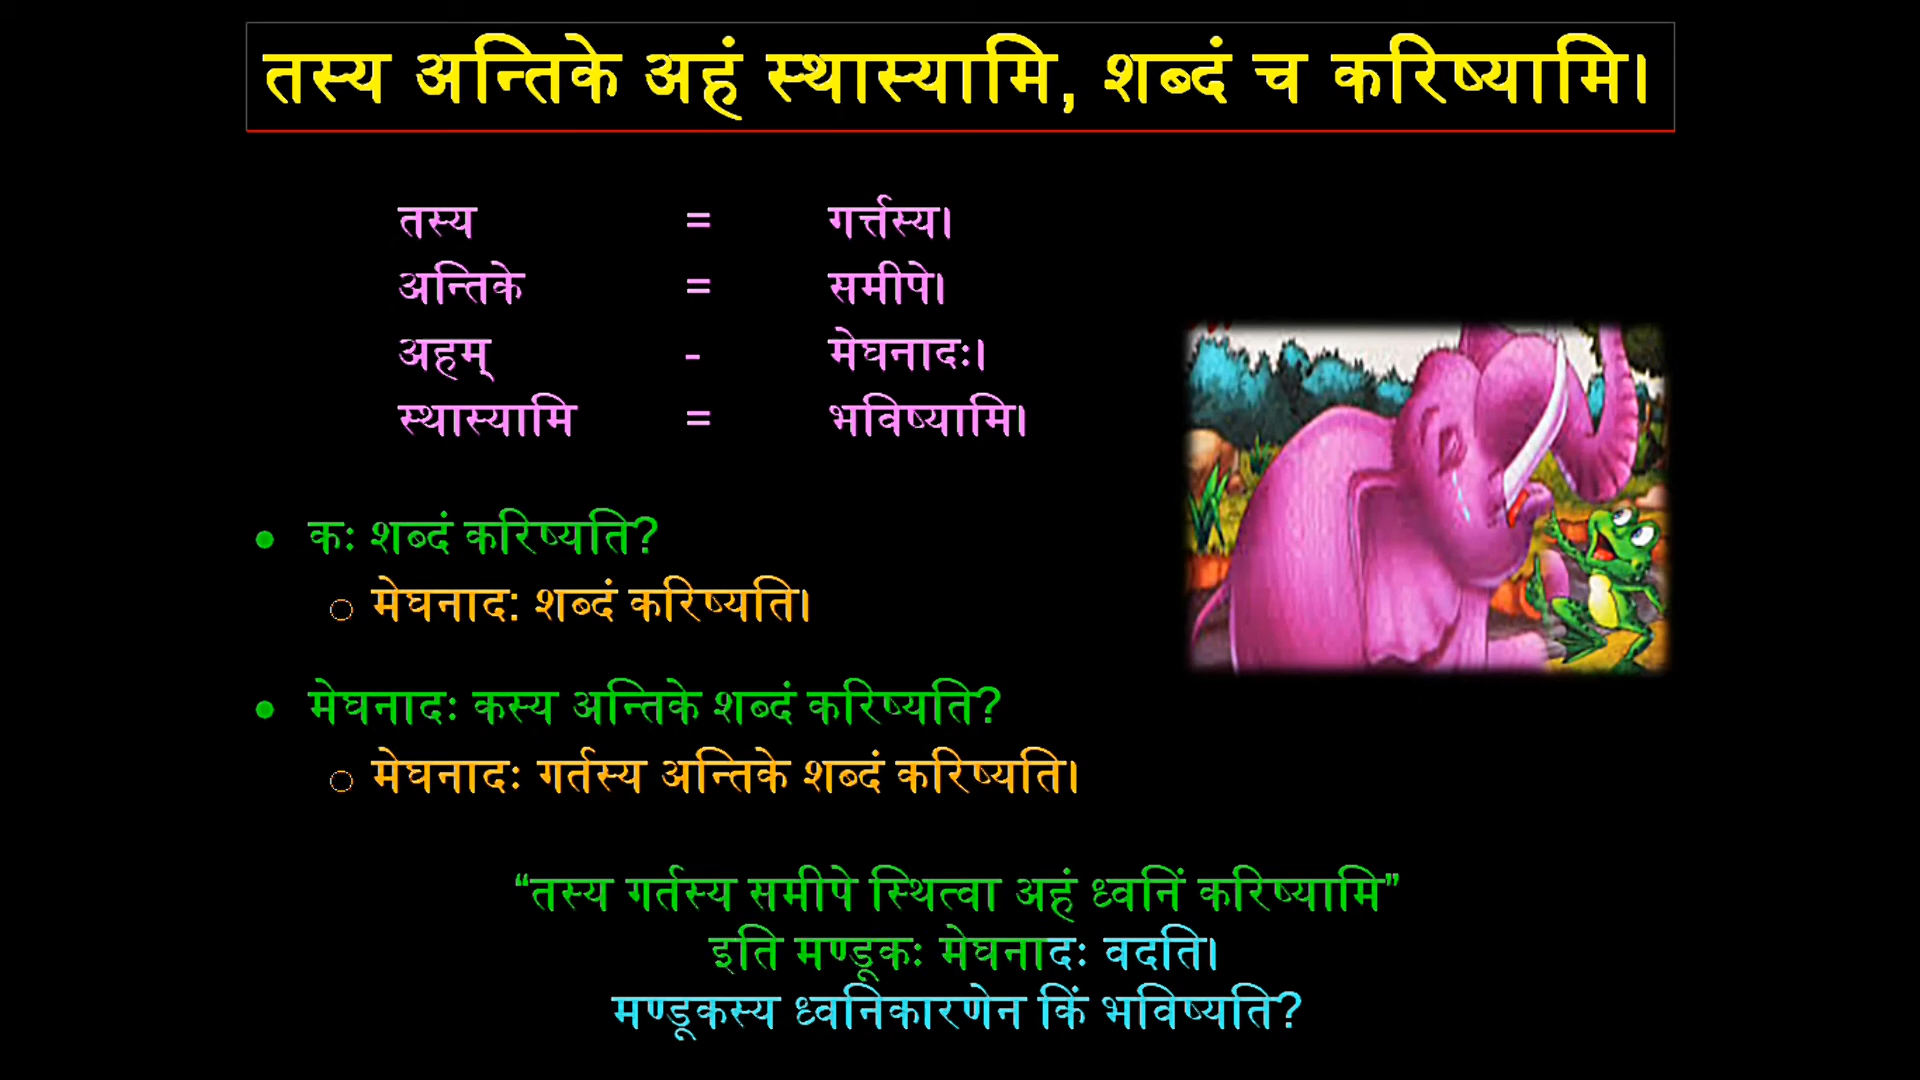 तस्य अन्तिके अहं स्थास्यामि, शब्दं च करिष्यामि।
तस्य = गर्त्तस्य।
अन्तिके = समीपे।
अहम् - मेघनादः।
स्थास्यामि = भविष्यामि।
• कः शब्दं करिष्यति?
○ मेघनाद: शब्दं करिष्यति।
• मेघनादः कस्य अन्तिके शब्दं करिष्यति?
○ मेघनादः गर्तस्य अन्तिके शब्दं करिष्यति।
“तस्य गर्तस्य समीपे स्थित्वा अहं ध्वनिं करिष्यामि”
इति मण्डूकः मेघनादः वदति।
मण्डूकस्य ध्वनिकारणेन किं भविष्यति?